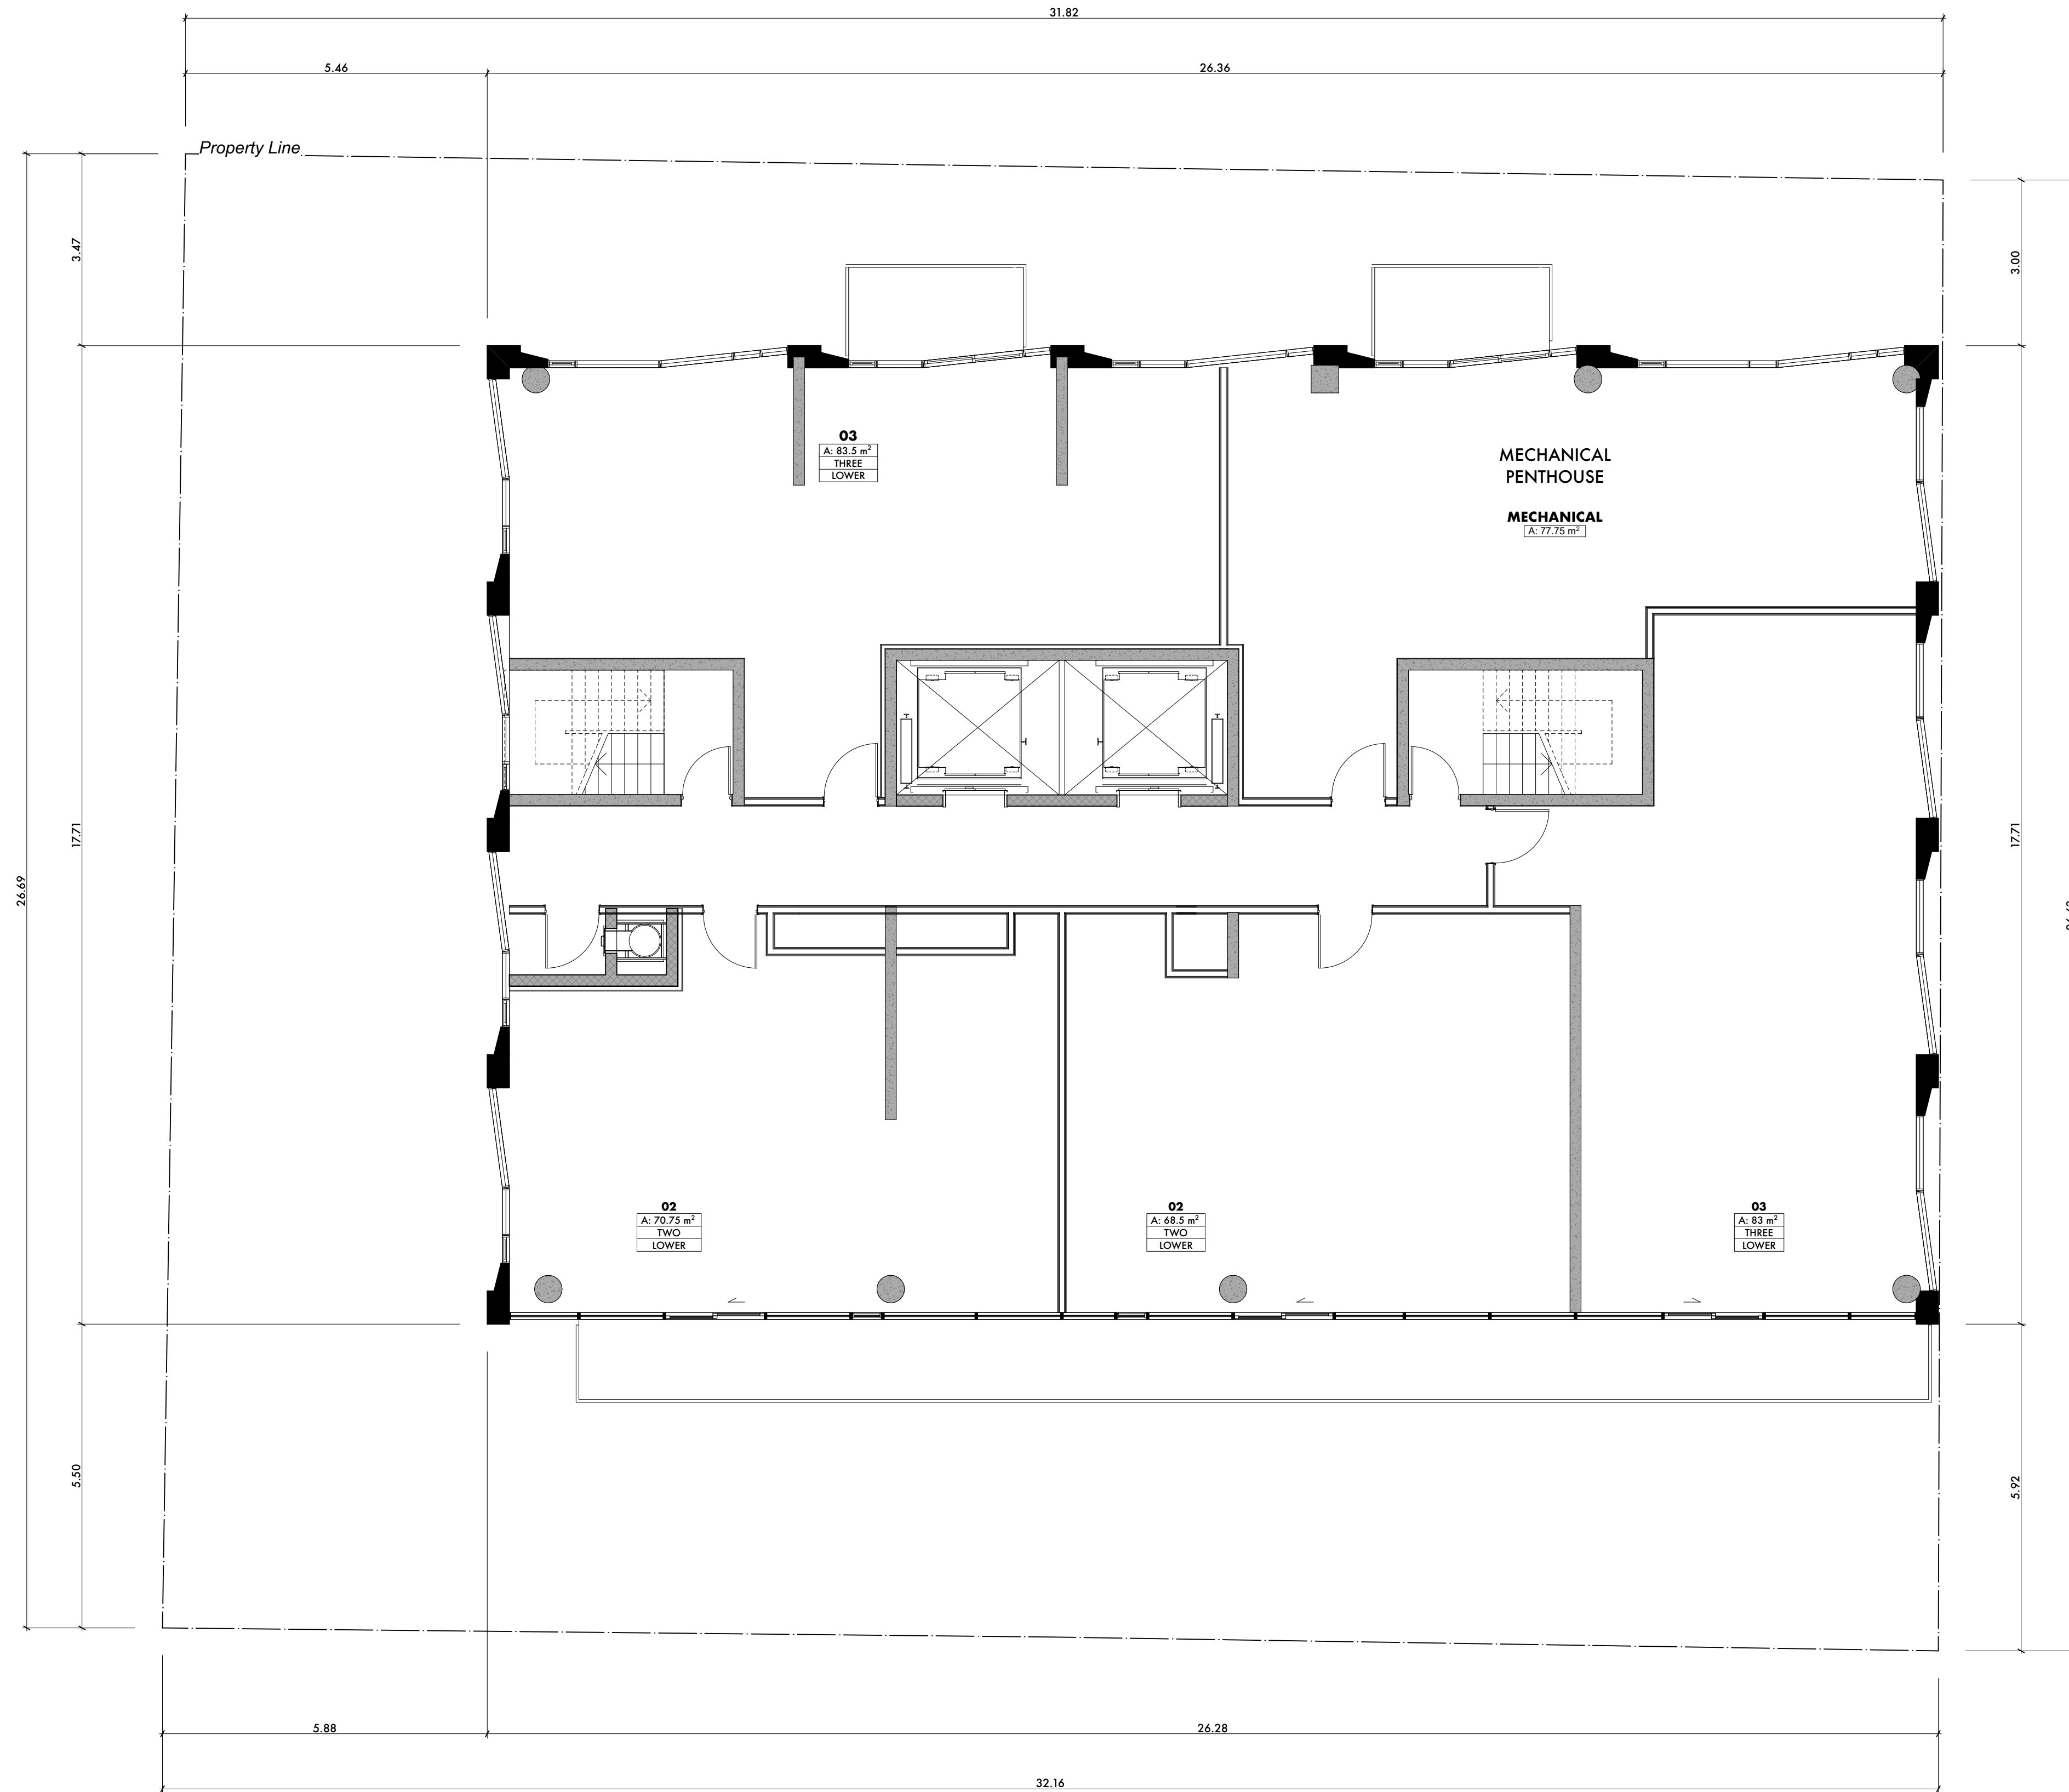 31.82
5.46
26.36
Property Line
3.47
3.00
03
A: 83.5 m²
THREE
LOWER
MECHANICAL
PENTHOUSE
MECHANICAL
A: 77.75 m²
17.71
17.71
26.69
02
A: 70.75 m²
TWO
LOWER
02
A: 68.5 m²
TWO
LOWER
03
A: 83 m²
THREE
LOWER
5.50
5.92
5.88
26.28
32.16